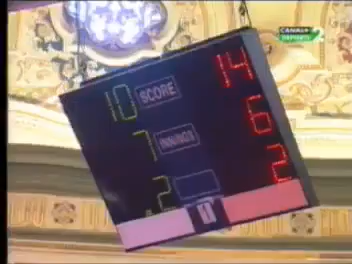 CANAL+
DEPORTES 2
10 SCORE 14
7 INNINGS 6
.2 2